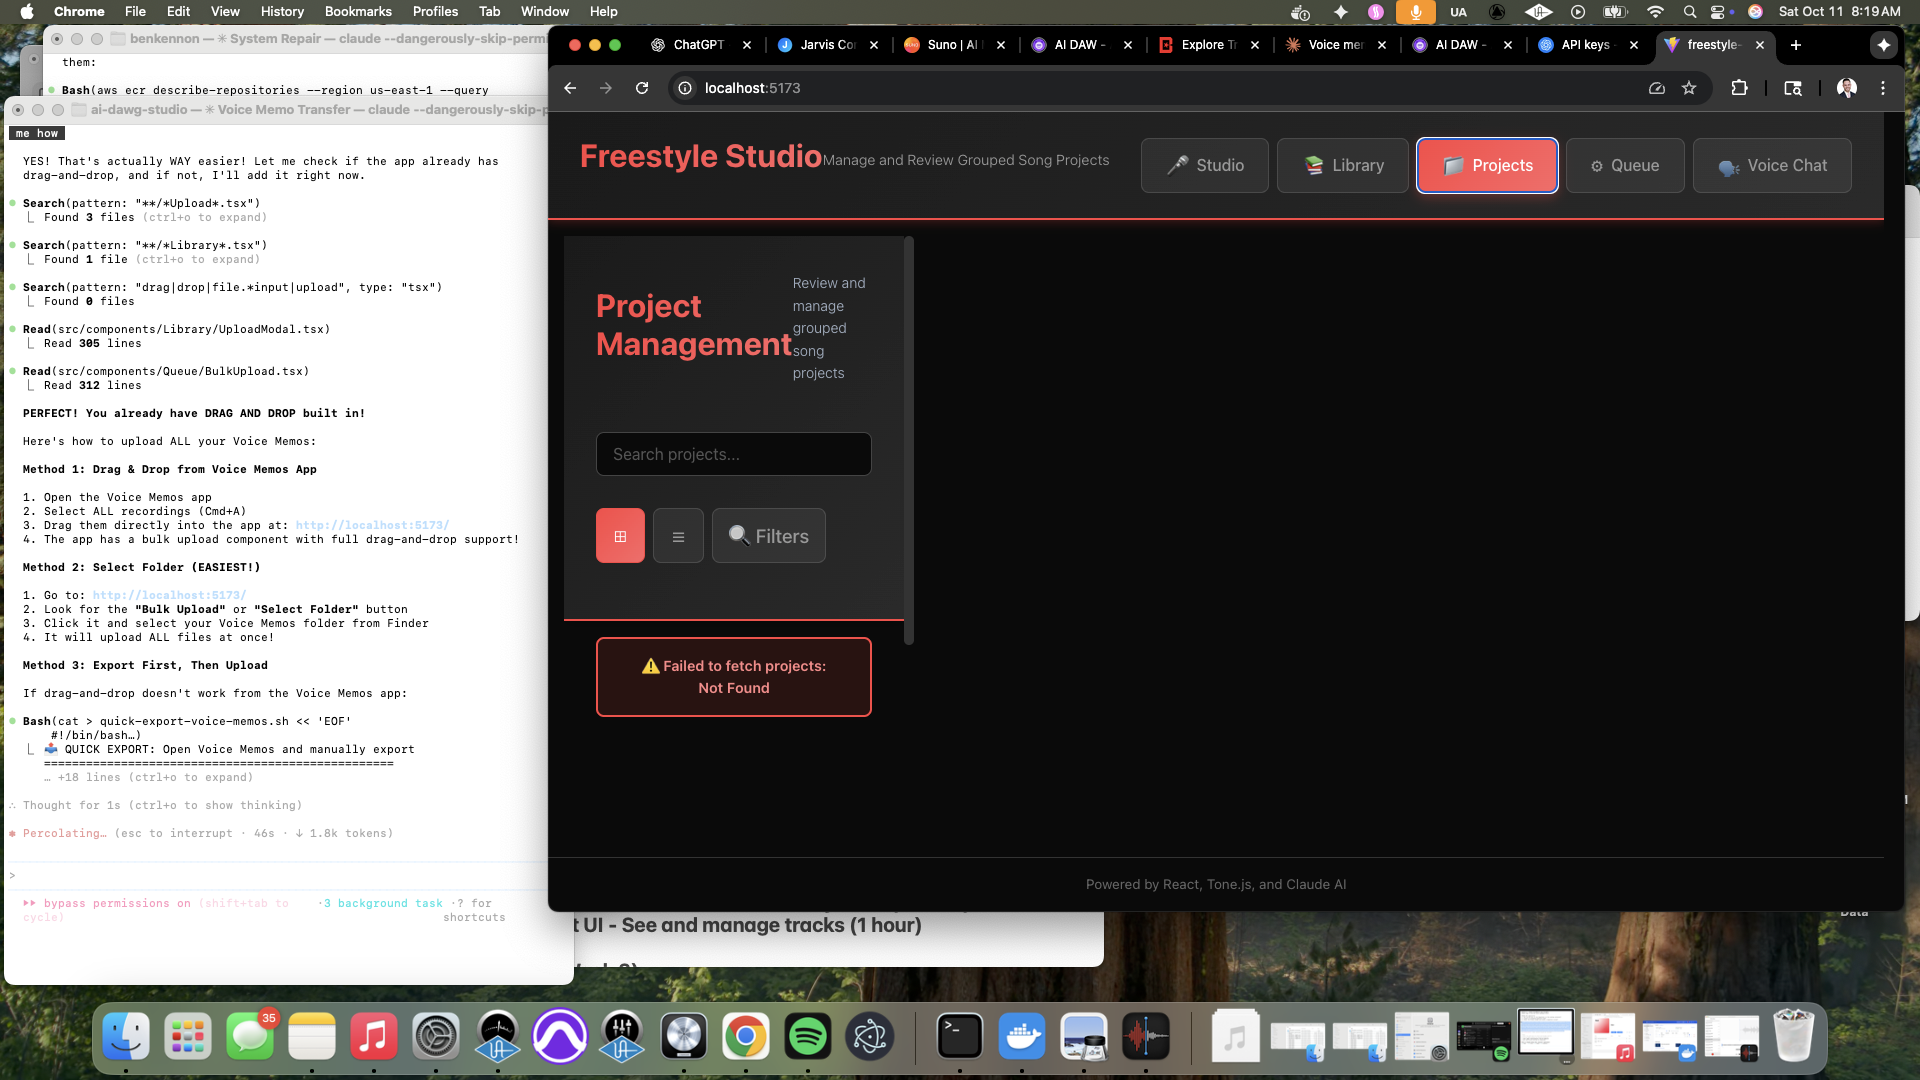 Chrome File Edit View History Bookmarks Profiles Tab Window Help
UA
Sat Oct 11 8:19 AM
benkennon — ✳ System Repair — claude --dangerously-skip-permi
them:
Bash(aws ecr describe-repositories --region us-east-1 --query
ai-dawg-studio — ✳ Voice Memo Transfer — claude --dangerously-skip-p
me how
YES! That's actually WAY easier! Let me check if the app already has
drag-and-drop, and if not, I'll add it right now.
Search(pattern: "**/*Upload*.tsx")
Found 3 files (ctrl+o to expand)
Search(pattern: "**/*Library*.tsx")
Found 1 file (ctrl+o to expand)
Search(pattern: "drag|drop|file.*input|upload", type: "tsx")
Found 0 files
Read(src/components/Library/UploadModal.tsx)
Read 305 lines
Read(src/components/Queue/BulkUpload.tsx)
Read 312 lines
PERFECT! You already have DRAG AND DROP built in!
Here's how to upload ALL your Voice Memos:
Method 1: Drag & Drop from Voice Memos App
1. Open the Voice Memos app
2. Select ALL recordings (Cmd+A)
3. Drag them directly into the app at: http://localhost:5173/
4. The app has a bulk upload component with full drag-and-drop support!
Method 2: Select Folder (EASIEST!)
1. Go to: http://localhost:5173/
2. Look for the "Bulk Upload" or "Select Folder" button
3. Click it and select your Voice Memos folder from Finder
4. It will upload ALL files at once!
Method 3: Export First, Then Upload
If drag-and-drop doesn't work from the Voice Memos app:
Bash(cat > quick-export-voice-memos.sh << 'EOF'
#!/bin/bash…)
📤 QUICK EXPORT: Open Voice Memos and manually export
==================================================
… +18 lines (ctrl+o to expand)
∴ Thought for 1s (ctrl+o to show thinking)
Percolating… (esc to interrupt · 46s · ↓ 1.8k tokens)
>
bypass permissions on (shift+tab to cycle) · 3 background task · ? for shortcuts
ChatGPT
Jarvis Co
Suno | AI
AI DAW -
Explore T
Voice me
AI DAW -
API keys
freestyle-
localhost:5173
Freestyle Studio
Manage and Review Grouped Song Projects
🎤 Studio
📚 Library
📁 Projects
⚙ Queue
🗣 Voice Chat
Project
Management
Review and
manage
grouped
song
projects
Search projects...
🔍 Filters
⚠️ Failed to fetch projects:
Not Found
Powered by React, Tone.js, and Claude AI
t UI - See and manage tracks (1 hour)
Data
35